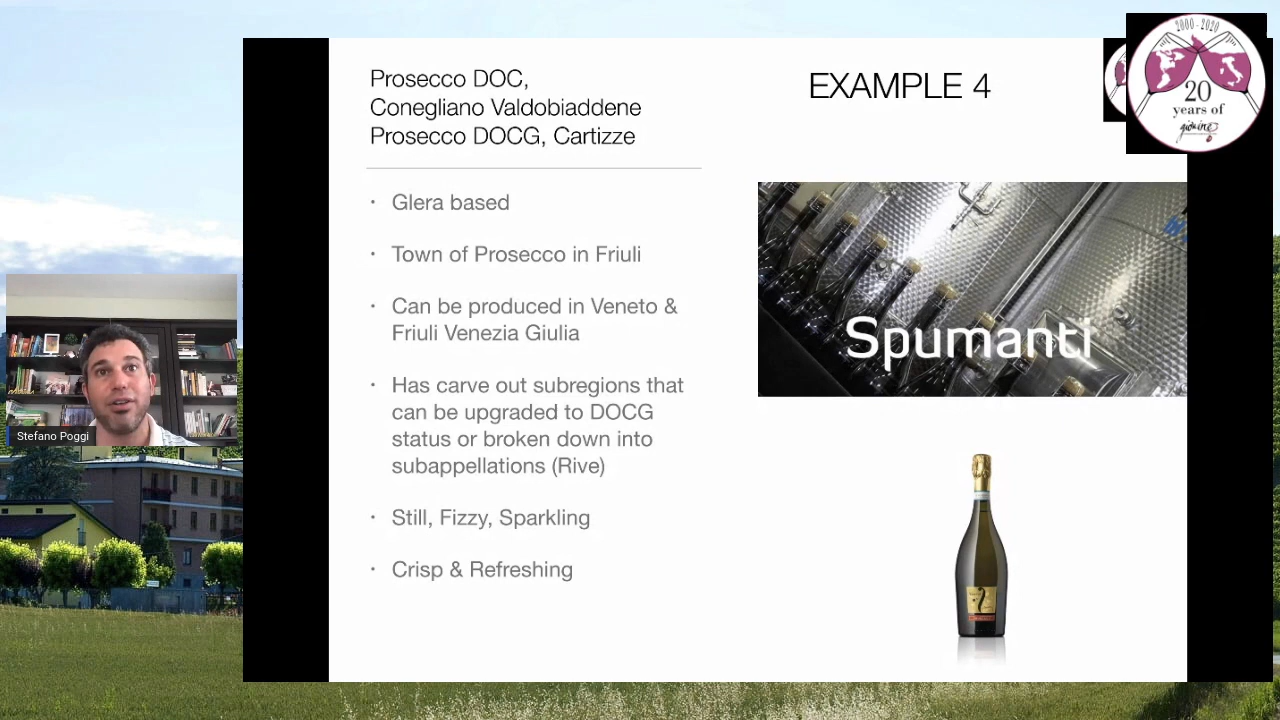 Prosecco DOC,
Conegliano Valdobiaddene
Prosecco DOCG, Cartizze
EXAMPLE 4
· Glera based
· Town of Prosecco in Friuli
· Can be produced in Veneto &
Friuli Venezia Giulia
· Has carve out subregions that
can be upgraded to DOCG
status or broken down into
subappellations (Rive)
· Still, Fizzy, Sparkling
· Crisp & Refreshing
Spumanti
2000-2020
20
years of
giowine
Stefano Poggi